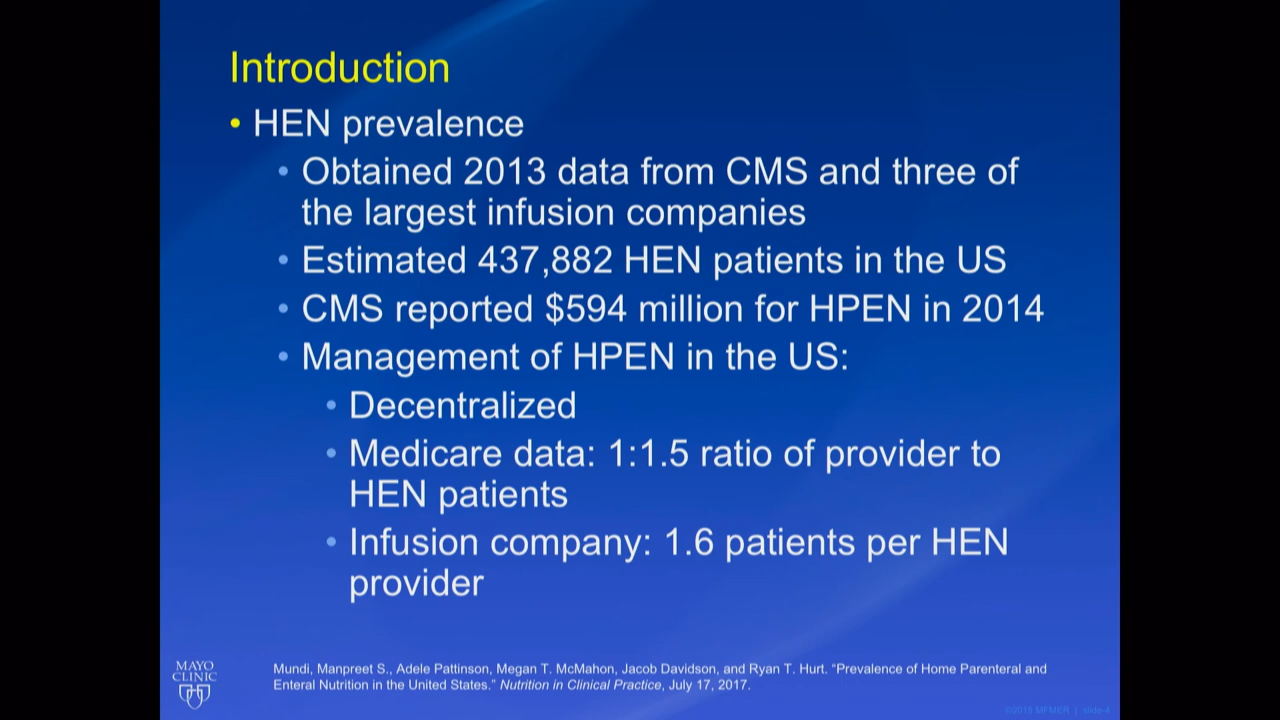 Introduction
• HEN prevalence
• Obtained 2013 data from CMS and three of
the largest infusion companies
• Estimated 437,882 HEN patients in the US
• CMS reported $594 million for HPEN in 2014
• Management of HPEN in the US:
• Decentralized
• Medicare data: 1:1.5 ratio of provider to
HEN patients
• Infusion company: 1.6 patients per HEN
provider
MAYO
CLINIC
Mundi, Manpreet S., Adele Pattinson, Megan T. McMahon, Jacob Davidson, and Ryan T. Hurt. “Prevalence of Home Parenteral and
Enteral Nutrition in the United States.” Nutrition in Clinical Practice, July 17, 2017.
©2015 MFMER | slide-4